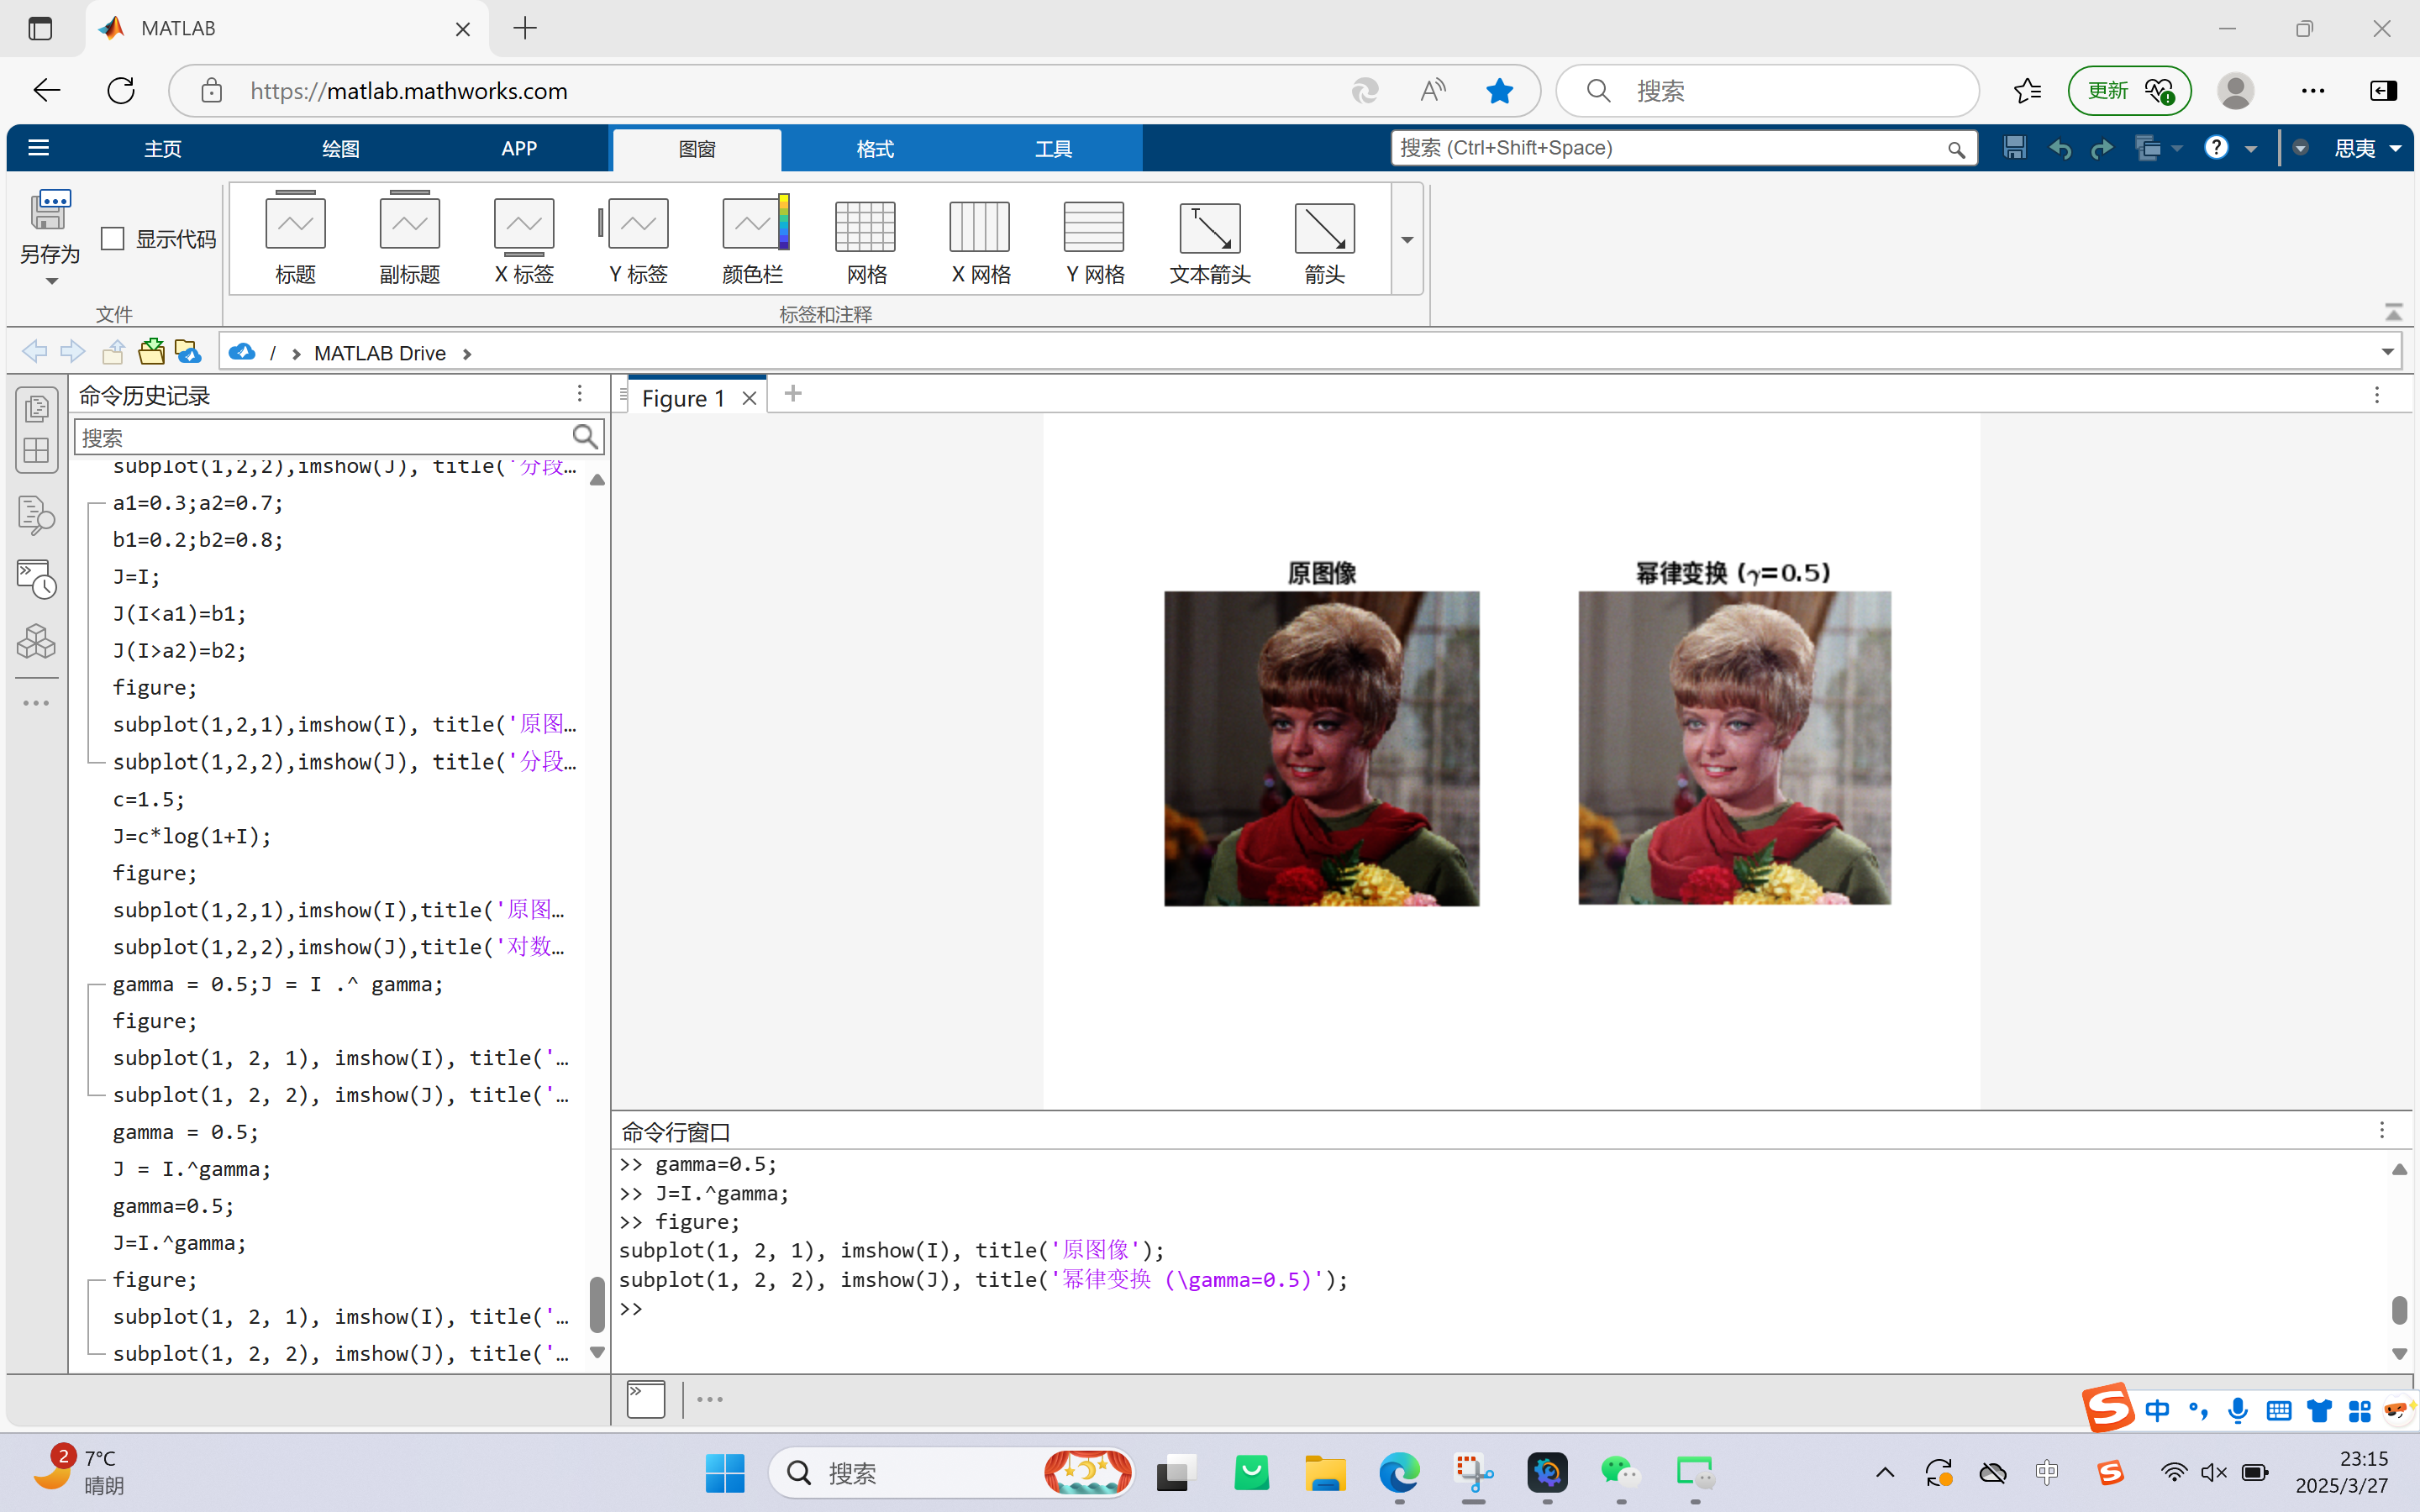 MATLAB
https://matlab.mathworks.com
搜索
更新
主页
绘图
APP
图窗
格式
工具
搜索 (Ctrl+Shift+Space)
思夷
另存为
显示代码
标题
副标题
X 标签
Y 标签
颜色栏
网格
X 网格
Y 网格
文本箭头
箭头
文件
标签和注释
/ › MATLAB Drive ›
命令历史记录
搜索
subplot(1,2,2),imshow(J), title('分段…
a1=0.3;a2=0.7;
b1=0.2;b2=0.8;
J=I;
J(I<a1)=b1;
J(I>a2)=b2;
figure;
subplot(1,2,1),imshow(I), title('原图…
subplot(1,2,2),imshow(J), title('分段…
c=1.5;
J=c*log(1+I);
figure;
subplot(1,2,1),imshow(I),title('原图…
subplot(1,2,2),imshow(J),title('对数…
gamma = 0.5;J = I .^ gamma;
figure;
subplot(1, 2, 1), imshow(I), title('…
subplot(1, 2, 2), imshow(J), title('…
gamma = 0.5;
J = I.^gamma;
gamma=0.5;
J=I.^gamma;
figure;
subplot(1, 2, 1), imshow(I), title('…
subplot(1, 2, 2), imshow(J), title('…
Figure 1
原图像
幂律变换 (γ=0.5)
命令行窗口
>> gamma=0.5;
>> J=I.^gamma;
>> figure;
subplot(1, 2, 1), imshow(I), title('原图像');
subplot(1, 2, 2), imshow(J), title('幂律变换 (\gamma=0.5)');
>>
中
2
7°C
晴朗
搜索
中
23:15
2025/3/27